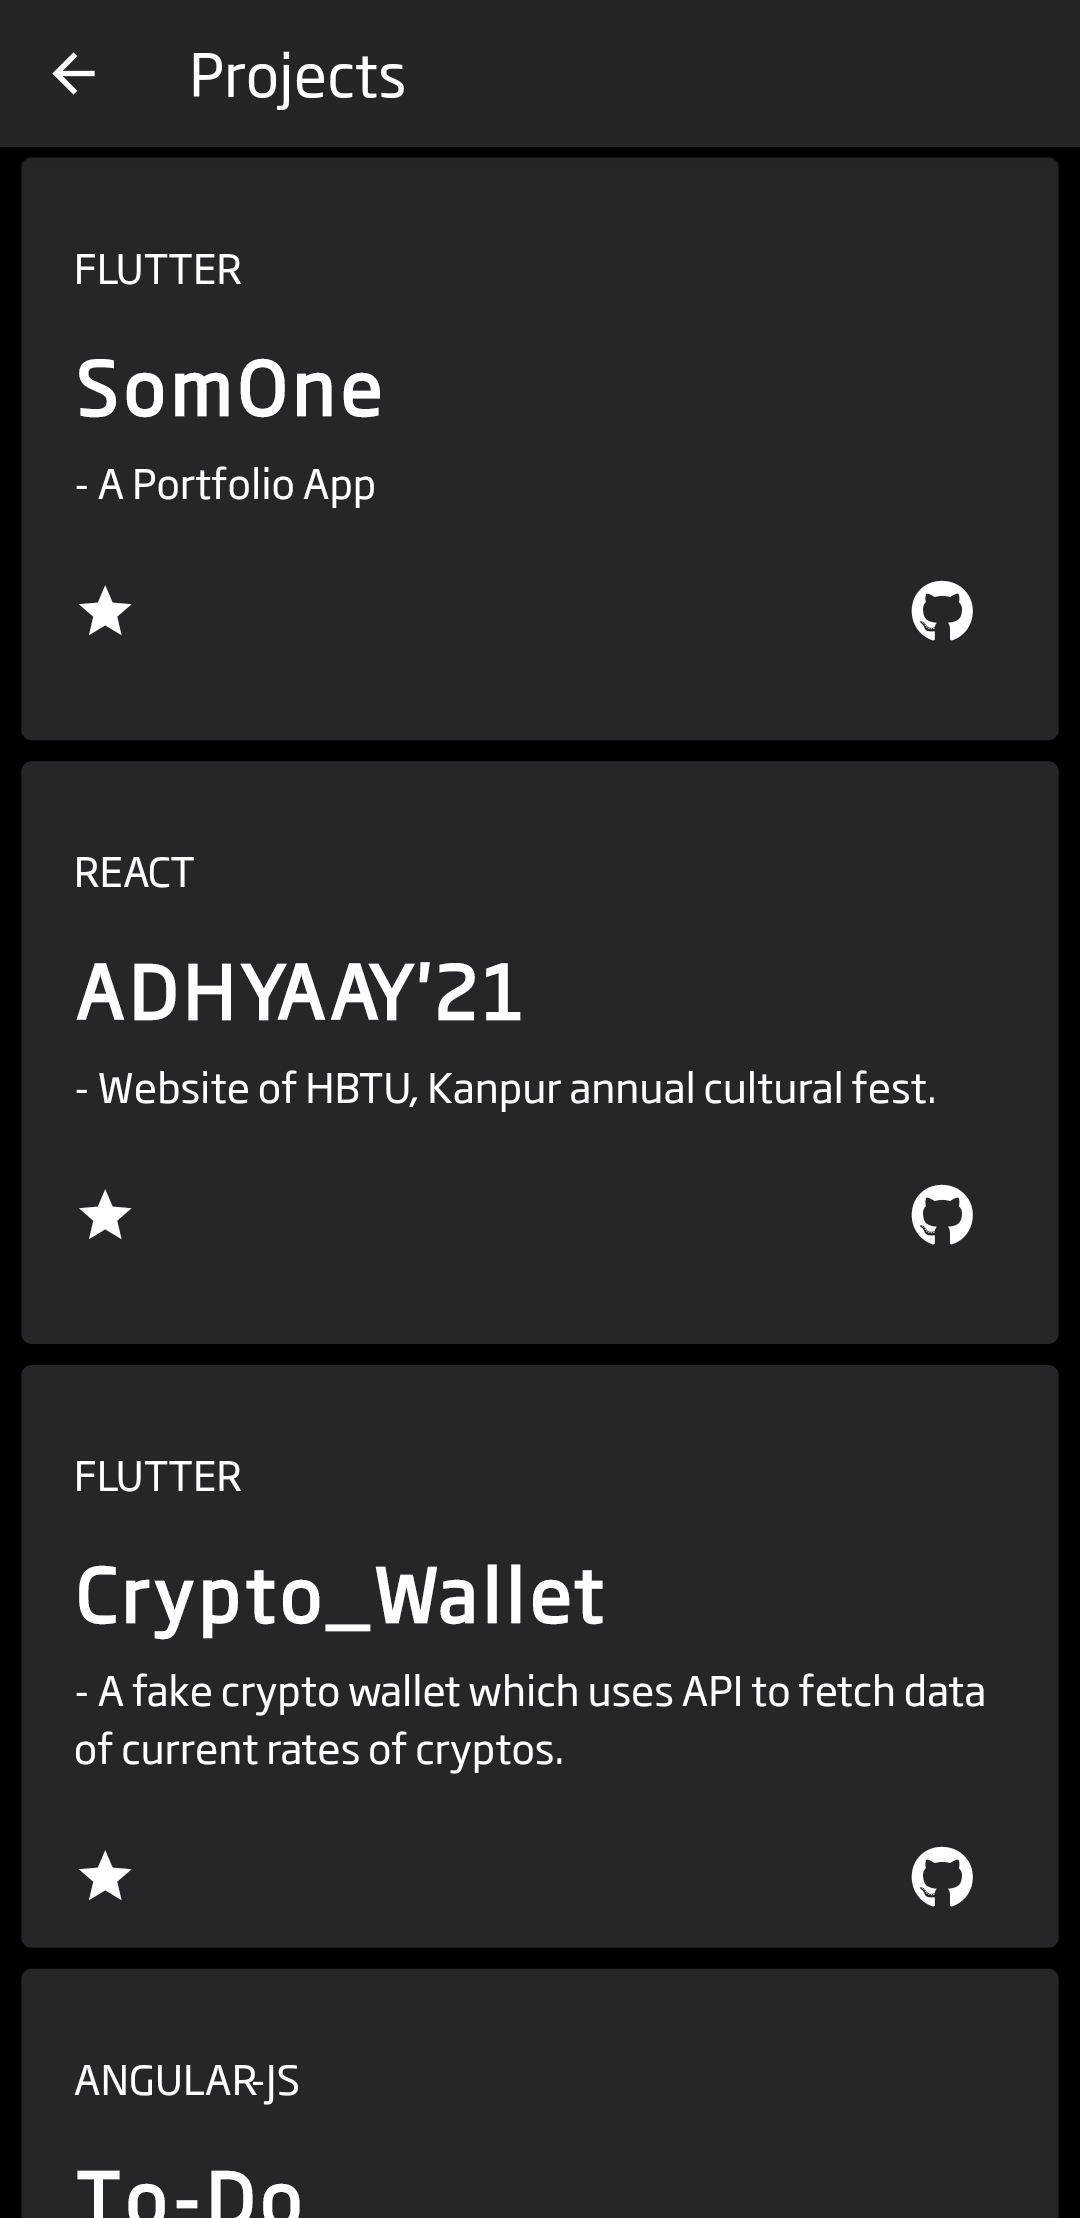 Projects
FLUTTER
SomOne
- A Portfolio App
REACT
ADHYAAY'21
- Website of HBTU, Kanpur annual cultural fest.
FLUTTER
Crypto_Wallet
- A fake crypto wallet which uses API to fetch data
of current rates of cryptos.
ANGULAR-JS
To-Do